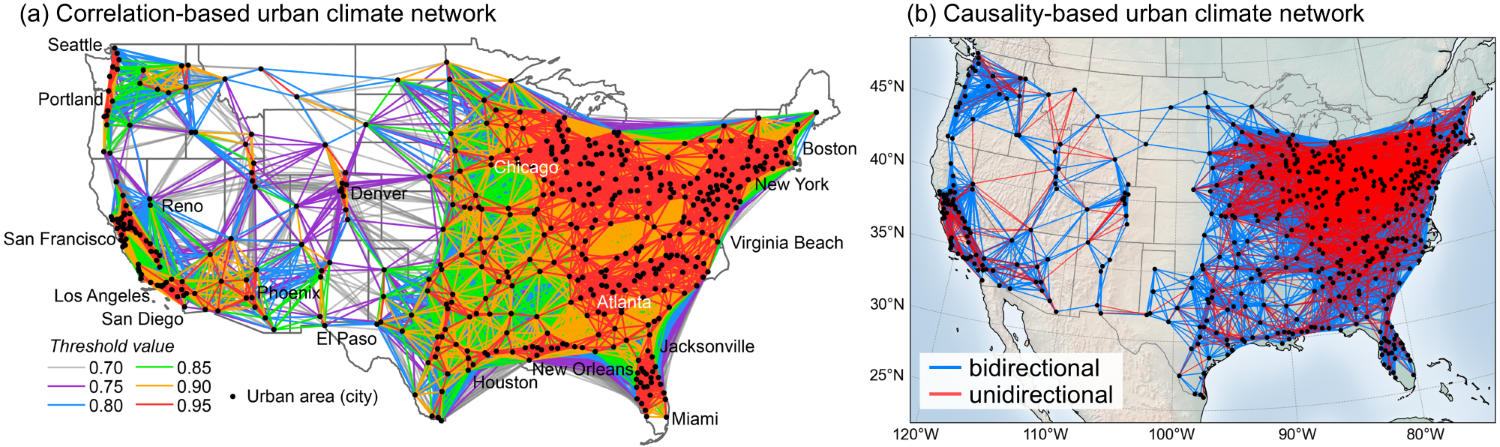 (a) Correlation-based urban climate network
Seattle
Portland
Reno
San Francisco
Los Angeles
San Diego
Phoenix
El Paso
Denver
Chicago
Boston
New York
Virginia Beach
Atlanta
Jacksonville
New Orleans
Houston
Miami
Threshold value
0.70 0.85
0.75 0.90
0.80 0.95
Urban area (city)
(b) Causality-based urban climate network
45°N
40°N
35°N
30°N
25°N
bidirectional
unidirectional
120°W 110°W 100°W 90°W 80°W